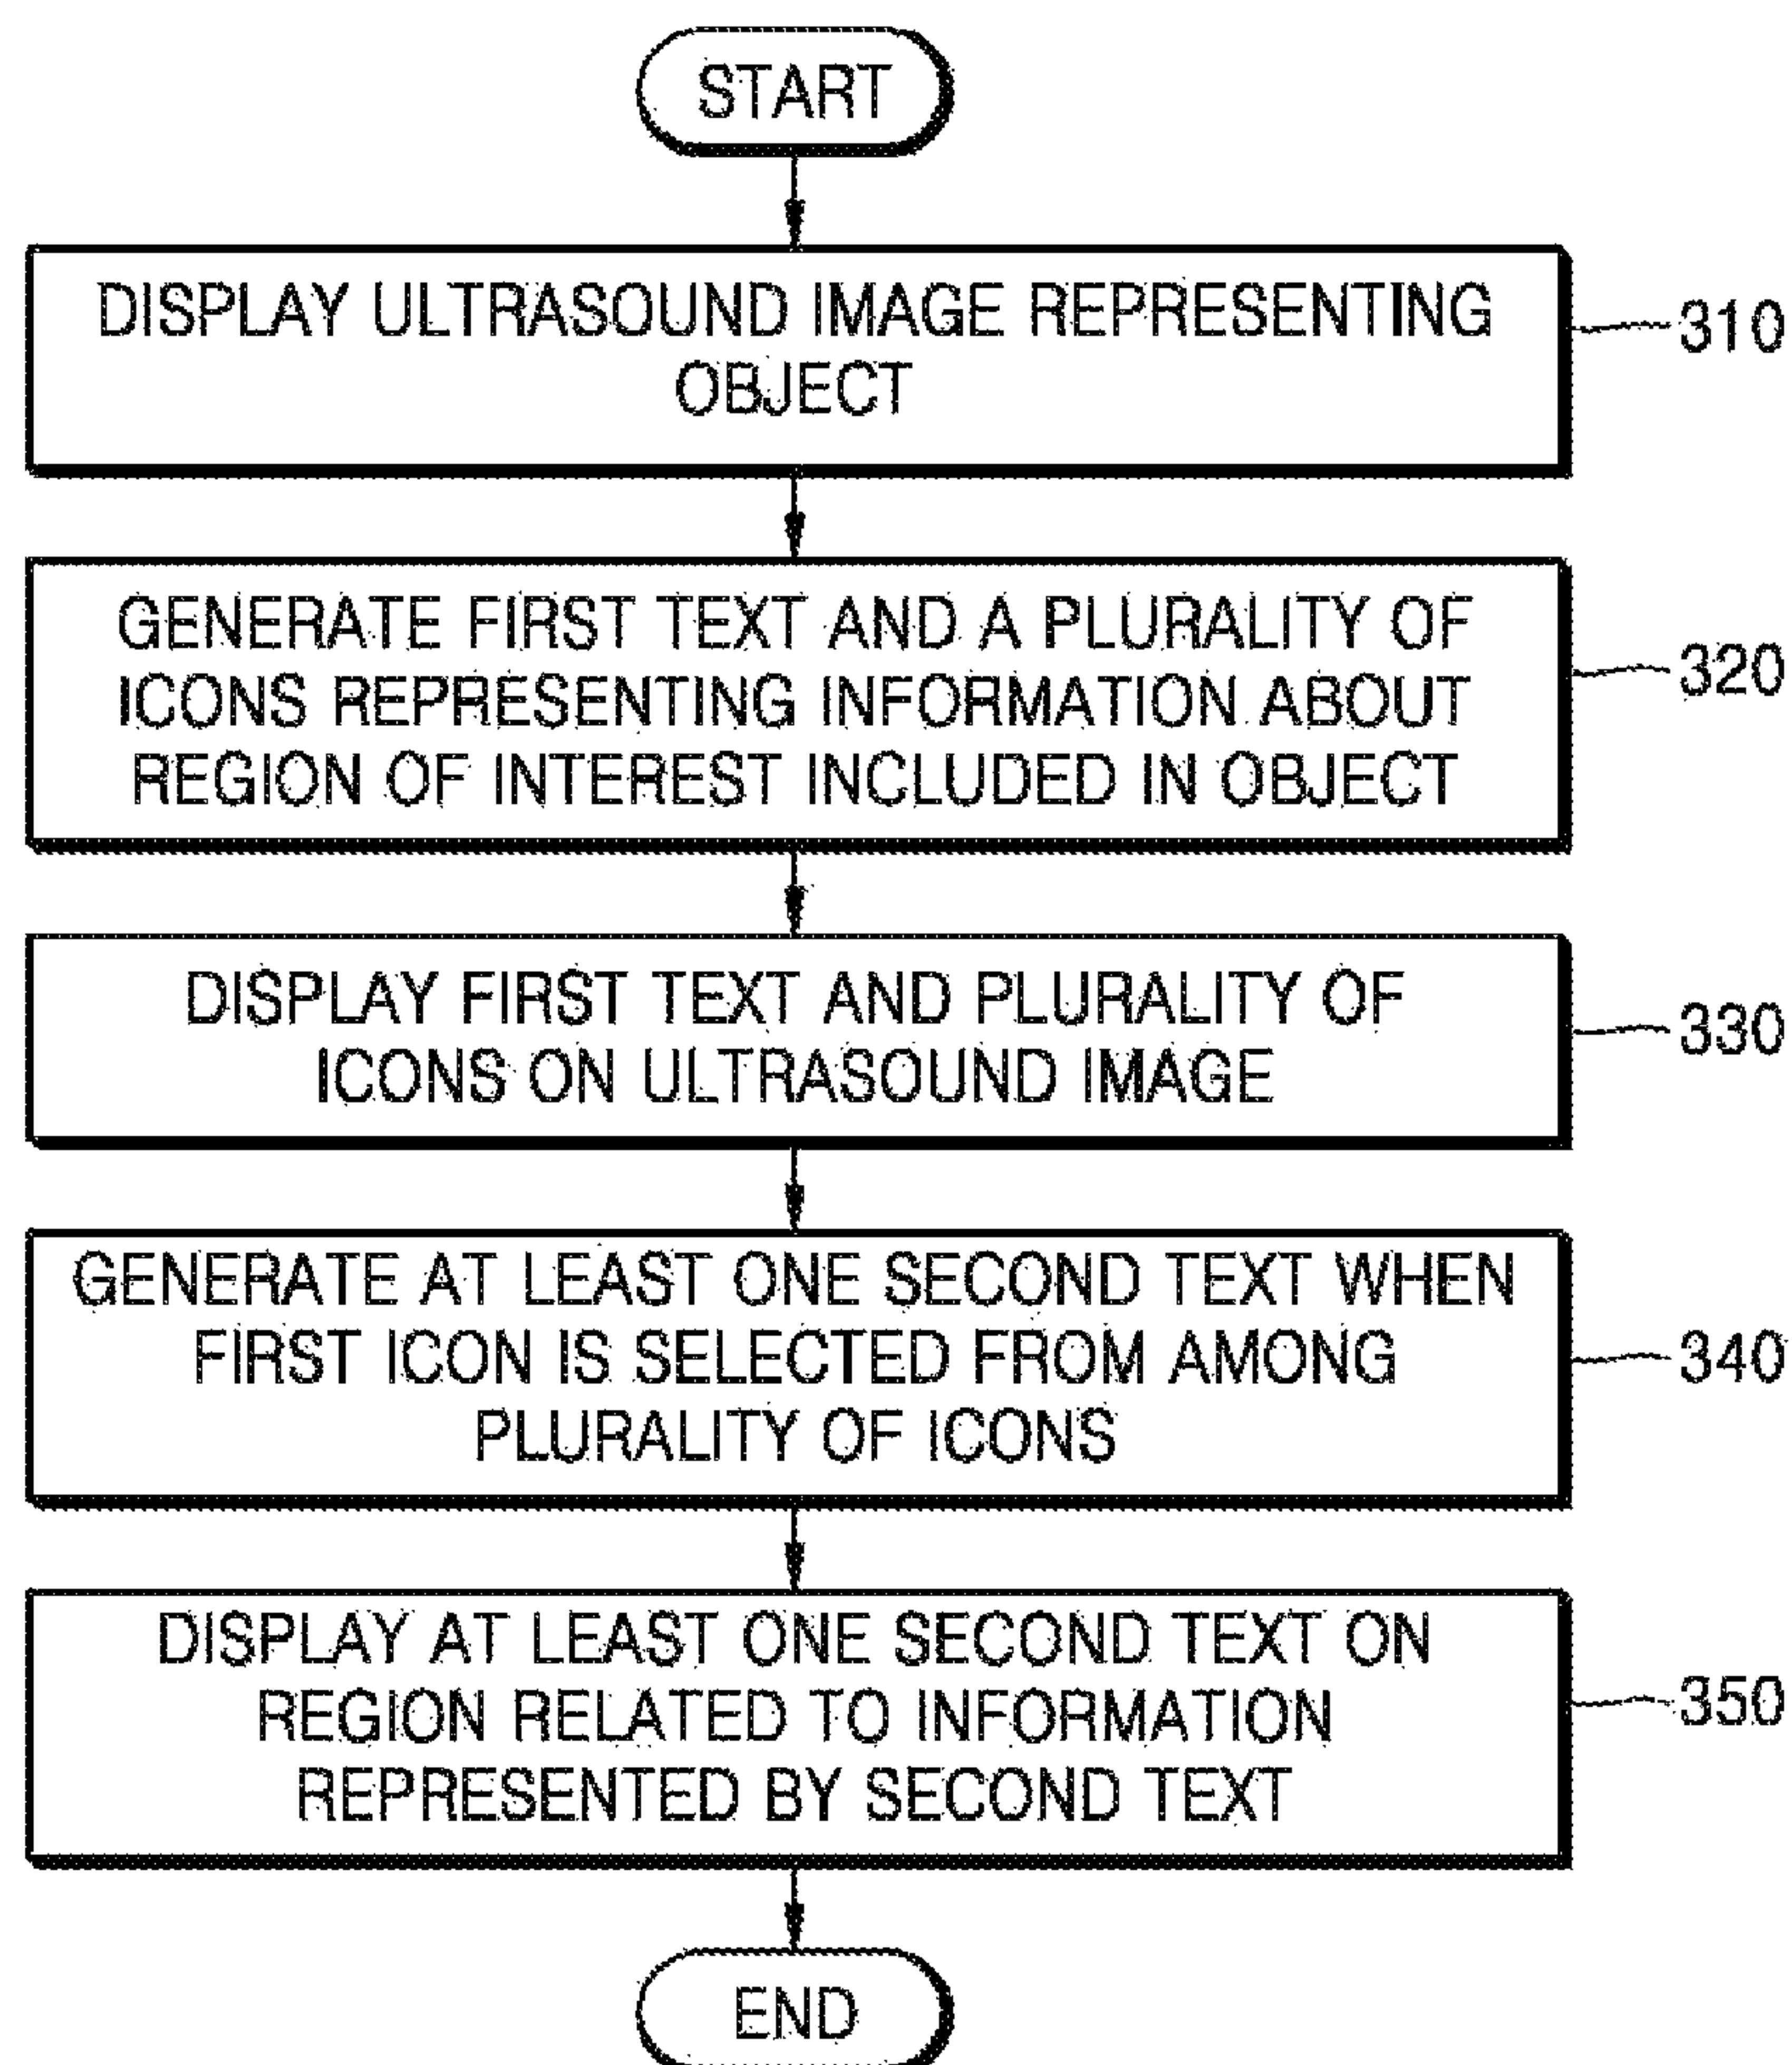 START
DISPLAY ULTRASOUND IMAGE REPRESENTING
OBJECT
310
GENERATE FIRST TEXT AND A PLURALITY OF
ICONS REPRESENTING INFORMATION ABOUT
REGION OF INTEREST INCLUDED IN OBJECT
320
DISPLAY FIRST TEXT AND PLURALITY OF
ICONS ON ULTRASOUND IMAGE
330
GENERATE AT LEAST ONE SECOND TEXT WHEN
FIRST ICON IS SELECTED FROM AMONG
PLURALITY OF ICONS
340
DISPLAY AT LEAST ONE SECOND TEXT ON
REGION RELATED TO INFORMATION
REPRESENTED BY SECOND TEXT
350
END